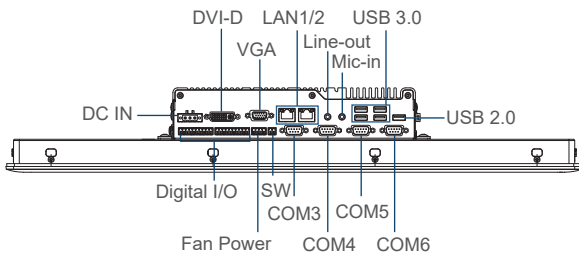 DVI-D LAN1/2 USB 3.0
VGA Line-out
Mic-in
DC IN
USB 2.0
Digital I/O SW
COM3 COM5
Fan Power COM4 COM6